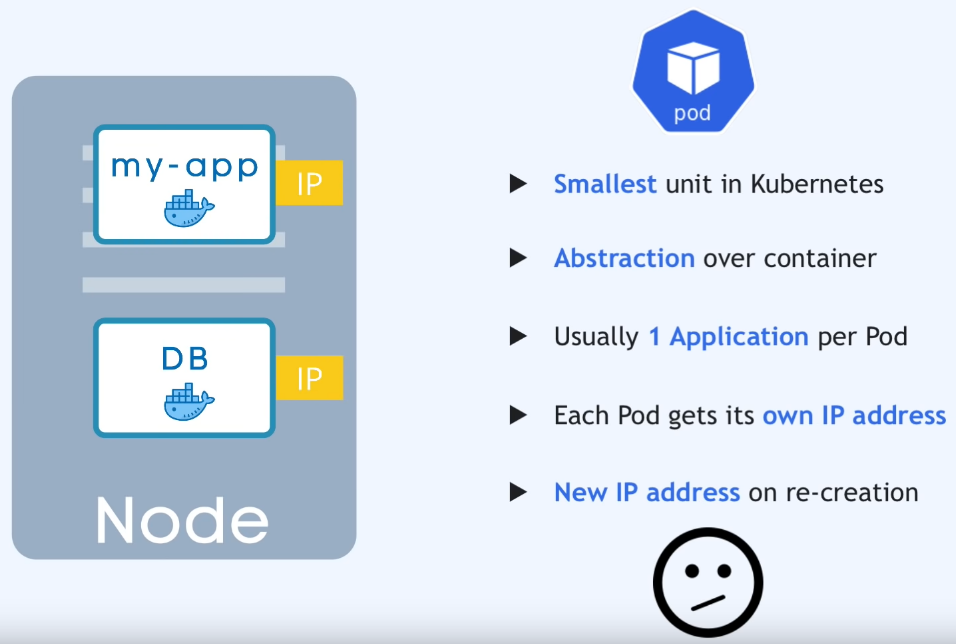 my-app
IP
DB
IP
Node
pod
Smallest unit in Kubernetes
Abstraction over container
Usually 1 Application per Pod
Each Pod gets its own IP address
New IP address on re-creation